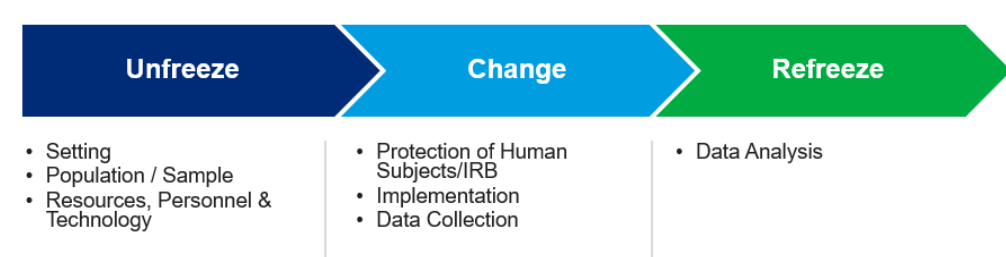 Unfreeze
Change
Refreeze
• Setting
• Population / Sample
• Resources, Personnel &
Technology
• Protection of Human
Subjects/IRB
• Implementation
• Data Collection
• Data Analysis